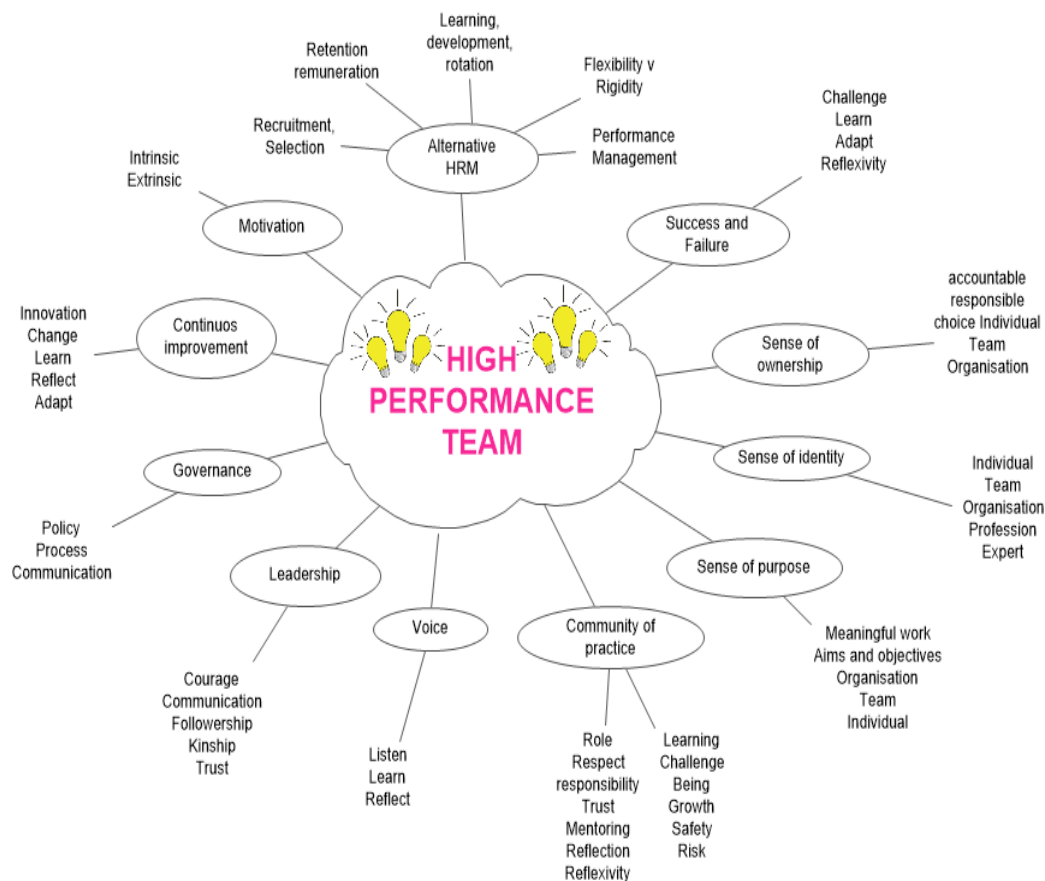 Learning,
development,
rotation
Retention
remuneration
Flexibility v
Rigidity
Recruitment,
Selection
Alternative
HRM
Performance
Management
Challenge
Learn
Adapt
Reflexivity
Intrinsic
Extrinsic
Motivation
Success and
Failure
Innovation
Change
Learn
Reflect
Adapt
Continuos
improvement
HIGH
PERFORMANCE
TEAM
Sense of
ownership
accountable
responsible
choice Individual
Team
Organisation
Governance
Policy
Process
Communication
Sense of identity
Individual
Team
Organisation
Profession
Expert
Leadership
Courage
Communication
Followership
Kinship
Trust
Voice
Listen
Learn
Reflect
Community of
practice
Role
Respect
responsibility
Trust
Mentoring
Reflection
Reflexivity
Learning
Challenge
Being
Growth
Safety
Risk
Sense of purpose
Meaningful work
Aims and objectives
Organisation
Team
Individual